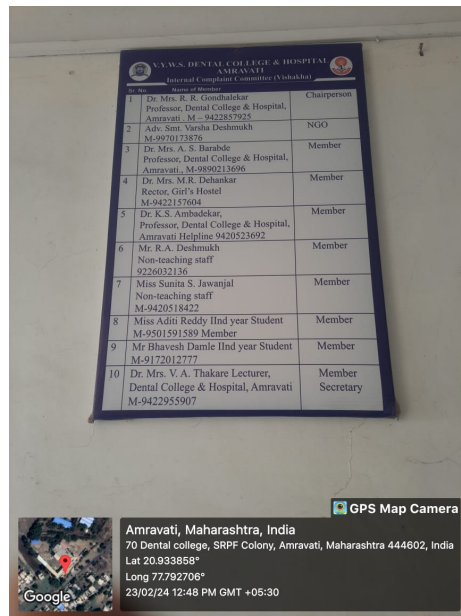 V.Y.W.S. DENTAL COLLEGE & HOSPITAL
AMRAVATI
Internal Complaint Committee (Vishakha)
Sr. No. Name of Member
1 Dr. Mrs. R. R. Gondhalekar Chairperson
Professor, Dental College & Hospital,
Amravati . M – 9422857925
2 Adv. Smt. Varsha Deshmukh NGO
M-9970173876
3 Dr. Mrs. A. S. Barabde Member
Professor, Dental College & Hospital,
Amravati., M-9890213696
4 Dr. Mrs. M.R. Dehankar Member
Rector, Girl's Hostel
M-9422157604
5 Dr. K.S. Ambadekar, Member
Professor, Dental College & Hospital,
Amravati Helpline 9420523692
6 Mr. R.A. Deshmukh Member
Non-teaching staff
9226032136
7 Miss Sunita S. Jawanjal Member
Non-teaching staff
M-9420518422
8 Miss Aditi Reddy IInd year Student Member
M-9501591589 Member
9 Mr Bhavesh Damle IInd year Student Member
M-9172012777
10 Dr. Mrs. V. A. Thakare Lecturer, Member
Dental College & Hospital, Amravati Secretary
M-9422955907
GPS Map Camera
Amravati, Maharashtra, India
70 Dental college, SRPF Colony, Amravati, Maharashtra 444602, India
Lat 20.933858°
Long 77.792706°
23/02/24 12:48 PM GMT +05:30
Google